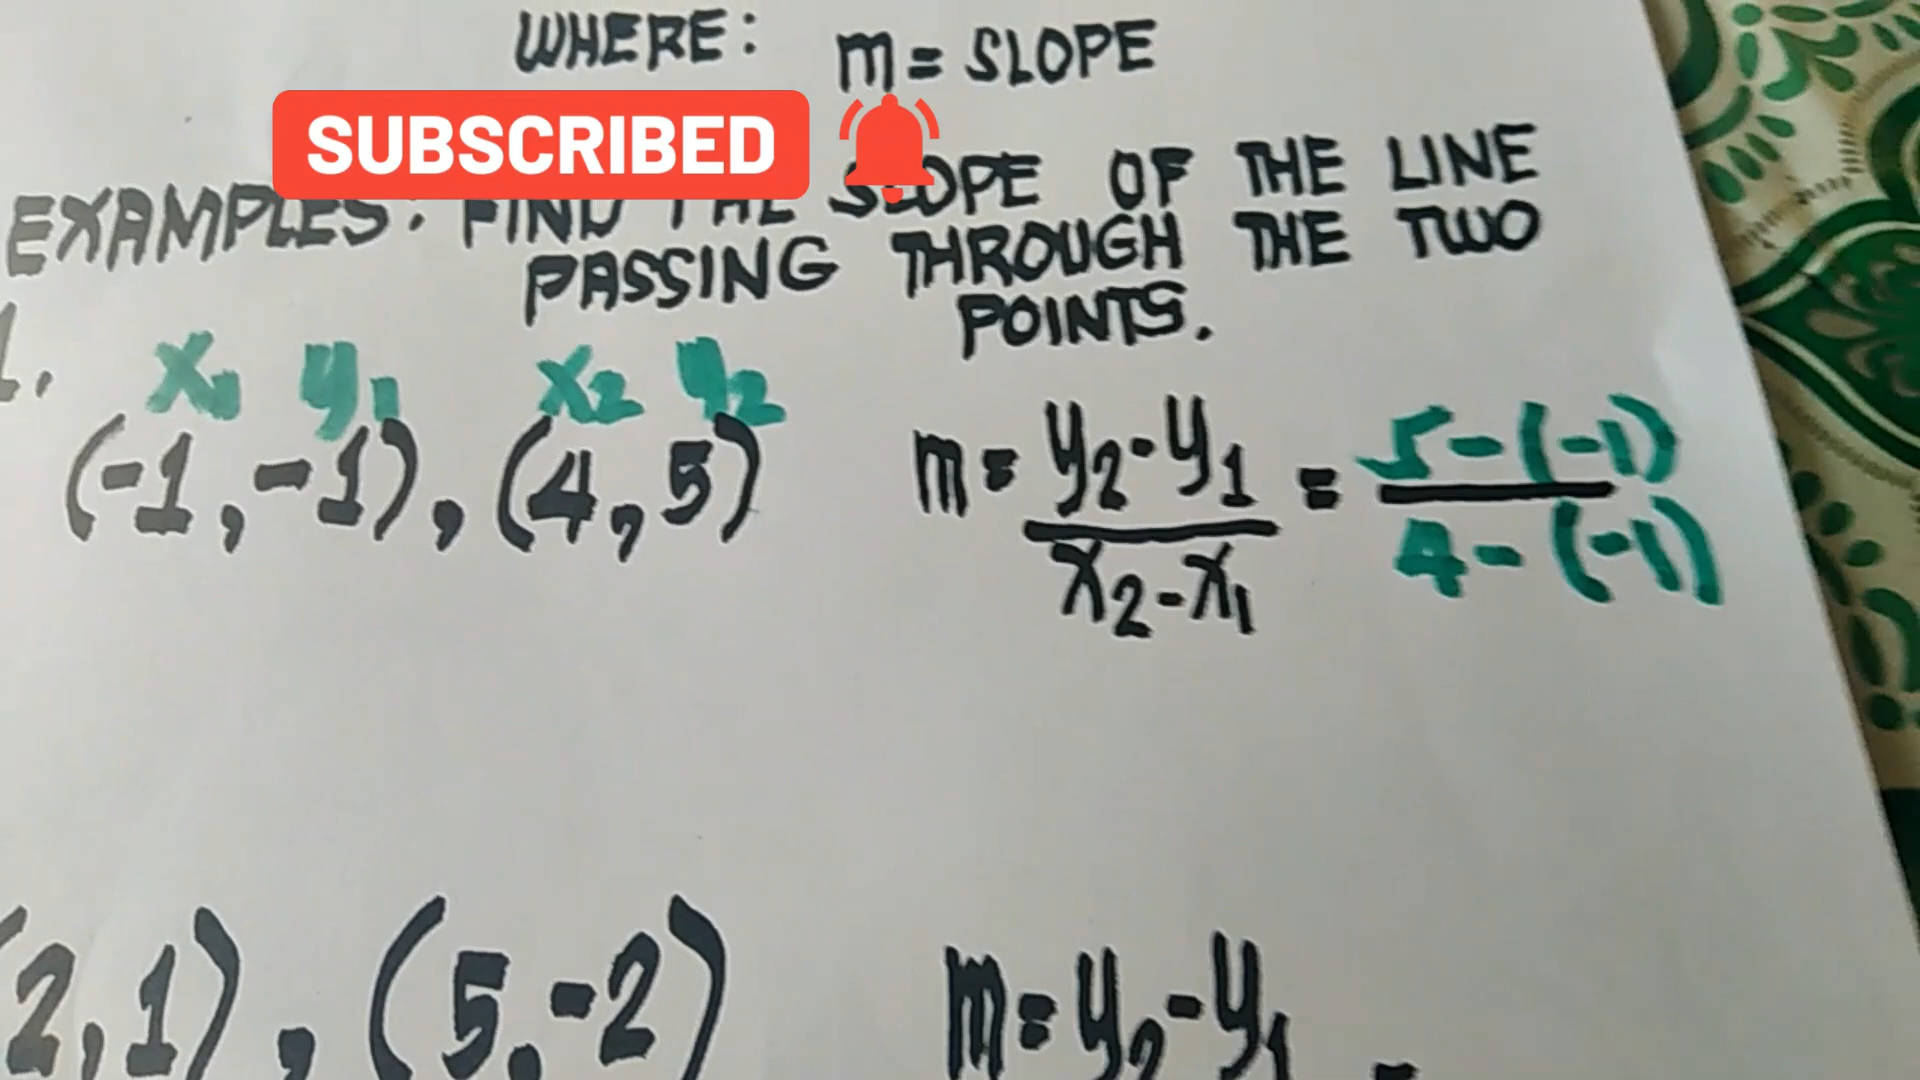 WHERE: m = SLOPE
SUBSCRIBED
EXAMPLES: FIND THE SLOPE OF THE LINE
PASSING THROUGH THE TWO
POINTS.
1.
x₁ y₁ x₂ y₂
(-1,-1), (4,5)
m = y₂-y₁ = 5-(-1)
x₂-x₁ 4-(-1)
(2,1), (5,-2)
m = y₂-y₁ =